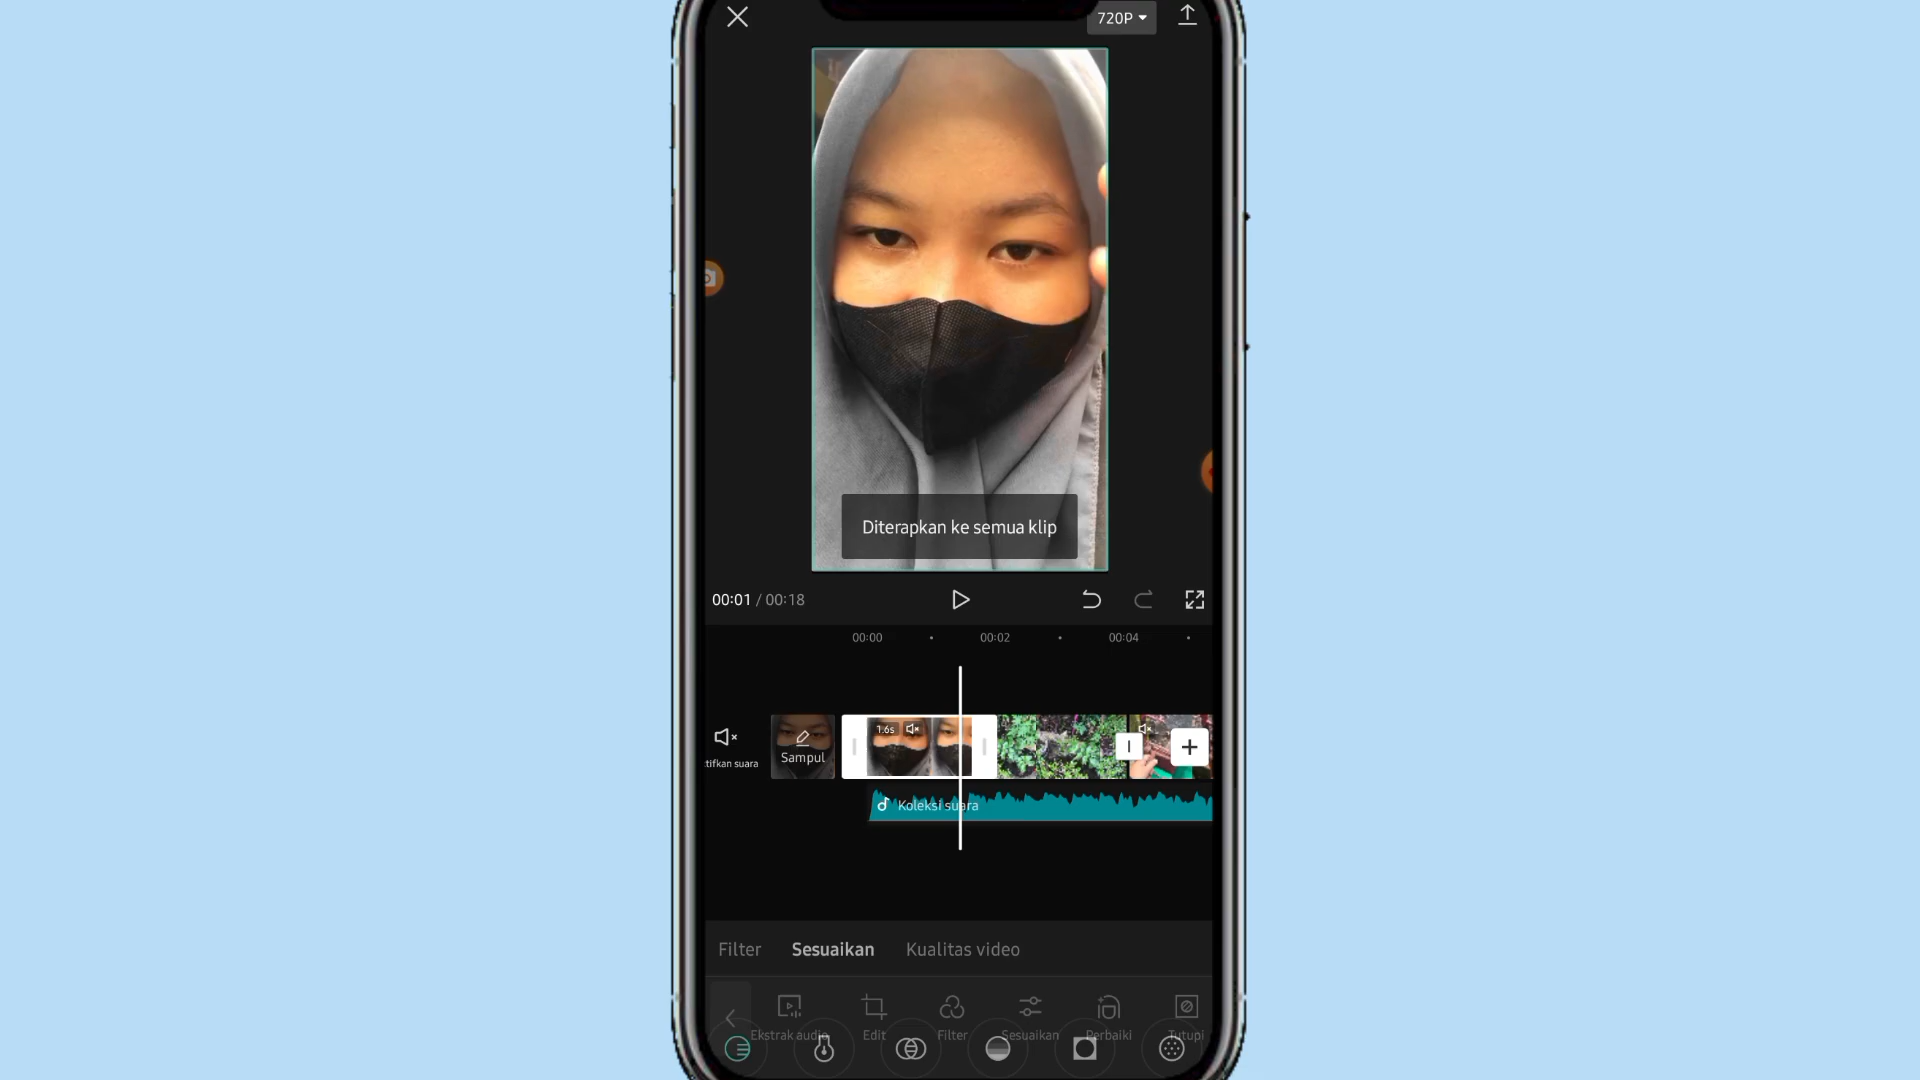 720P
Diterapkan ke semua klip
00:01 / 00:18
00:00
00:02
00:04
1.6s
tifkan suara
Sampul
Koleksi suara
Filter
Sesuaikan
Kualitas video
Ekstrak audio
Edit
Filter
Sesuaikan
Perbaiki
Tutupi